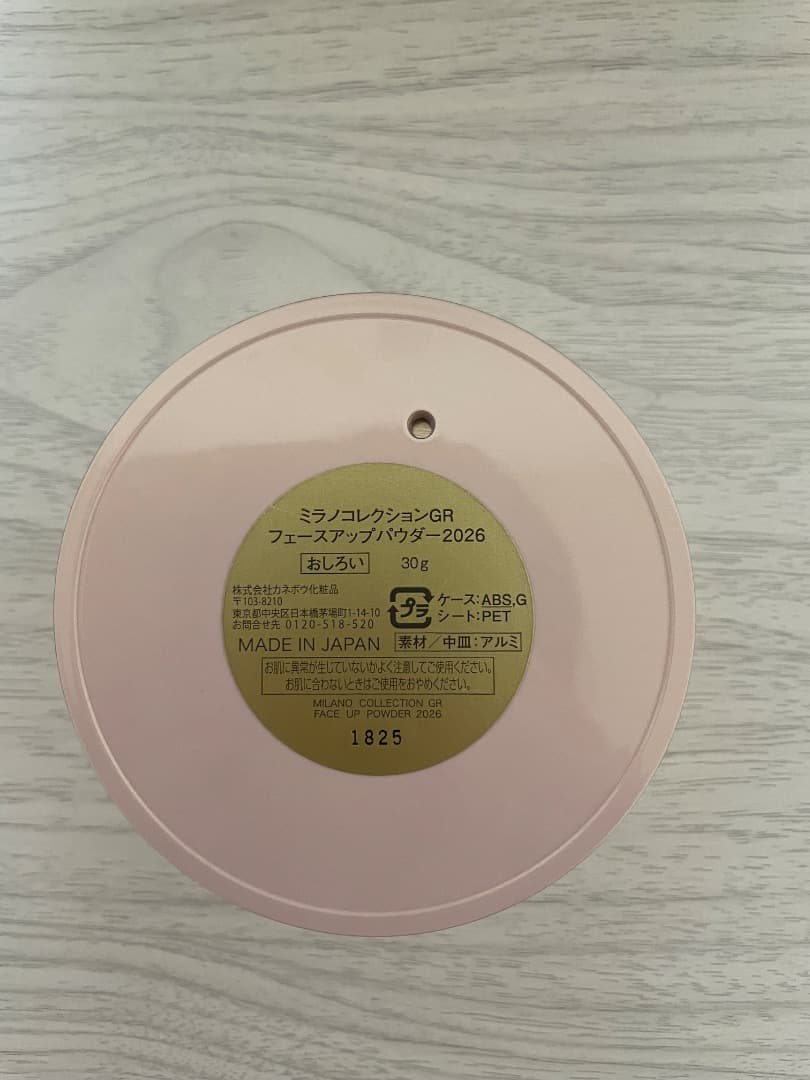 ミラノコレクションGR
フェースアップパウダー2026
おしろい 30g
株式会社カネボウ化粧品
〒103-8210
東京都中央区日本橋茅場町1-14-10
お問合せ先 0120-518-520
プラ
ケース:ABS,G
シート:PET
MADE IN JAPAN 素材/中皿:アルミ
お肌に異常が生じていないかよく注意してご使用ください。
お肌に合わないときはご使用をおやめください。
MILANO COLLECTION GR
FACE UP POWDER 2026
1825